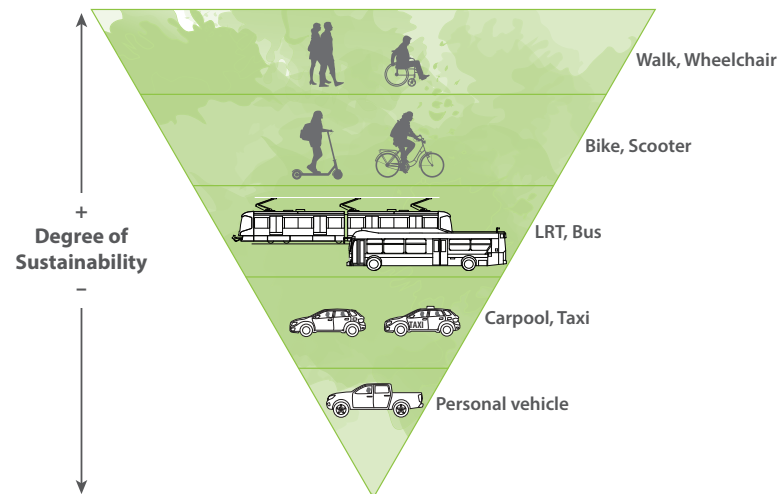 Walk, Wheelchair
Bike, Scooter
+
Degree of
Sustainability
–
LRT, Bus
Carpool, Taxi
TAXI
Personal vehicle